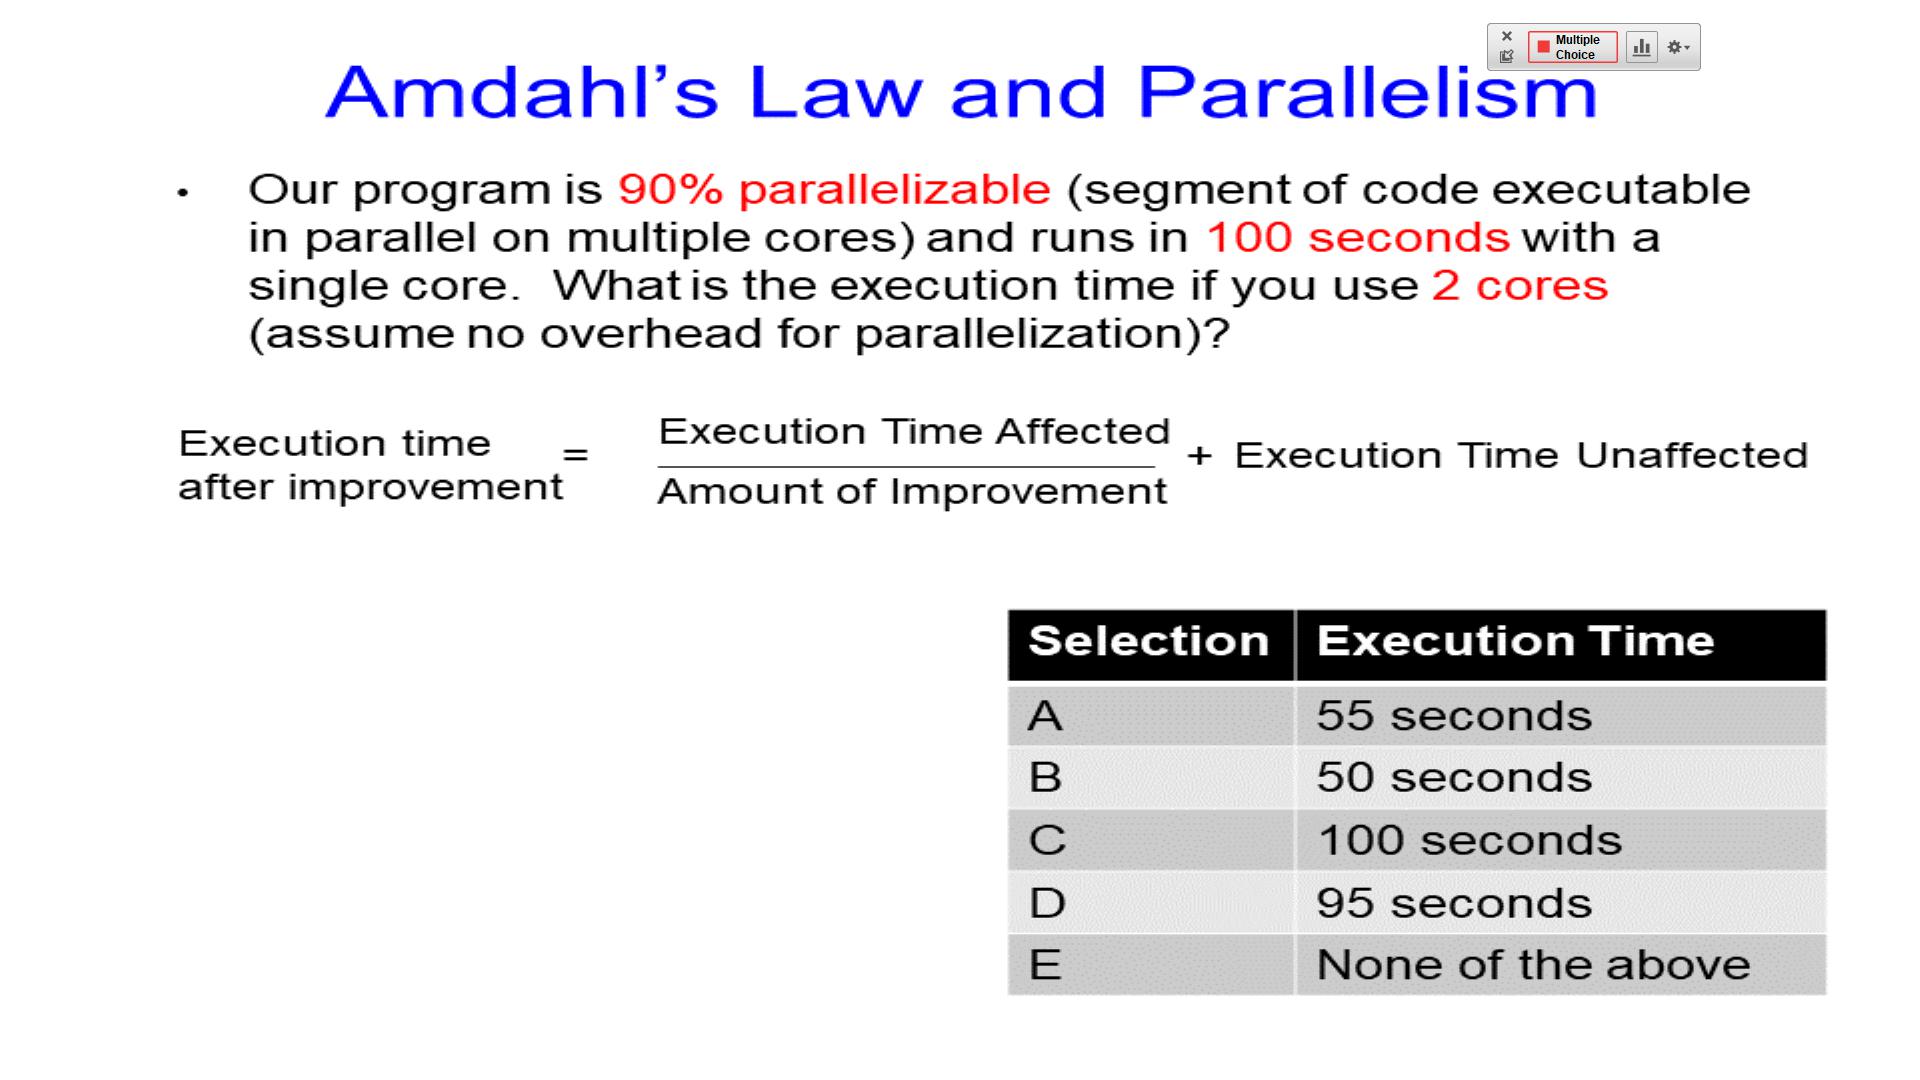 Multiple
Choice
Amdahl's Law and Parallelism
• Our program is 90% parallelizable (segment of code executable
in parallel on multiple cores) and runs in 100 seconds with a
single core. What is the execution time if you use 2 cores
(assume no overhead for parallelization)?
Execution time
after improvement
=
Execution Time Affected
Amount of Improvement
+ Execution Time Unaffected
Selection Execution Time
A 55 seconds
B 50 seconds
C 100 seconds
D 95 seconds
E None of the above